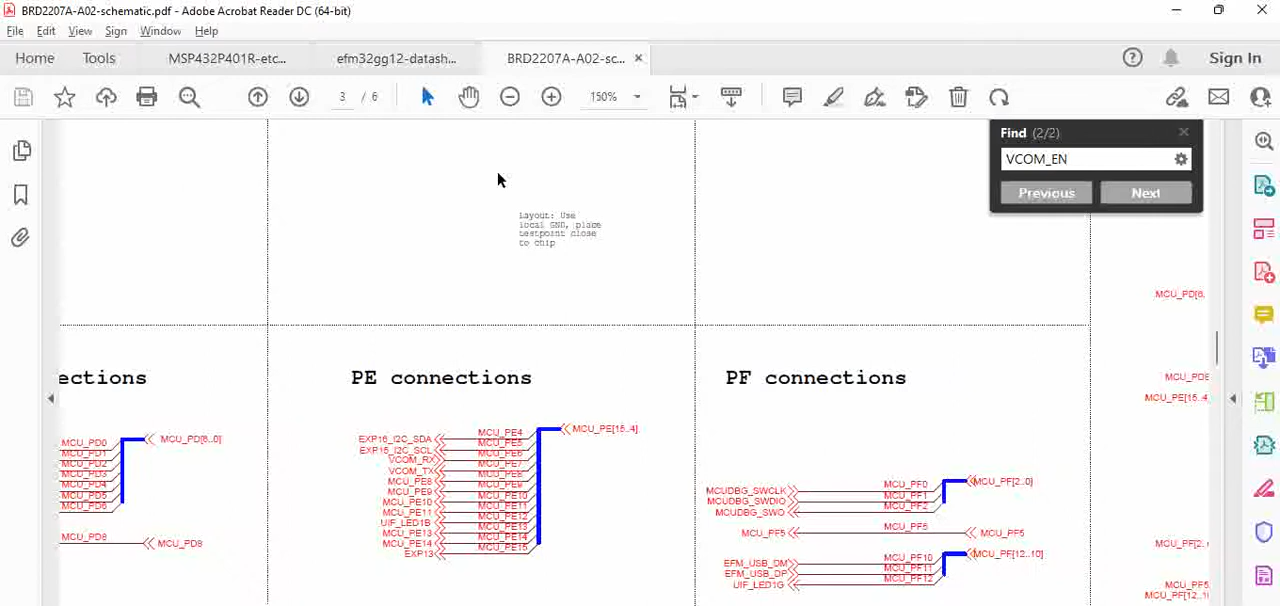 BRD2207A-A02-schematic.pdf - Adobe Acrobat Reader DC (64-bit)
File Edit View Sign Window Help
Home Tools MSP432P401R-etc... efm32gg12-datash... BRD2207A-A02-sc... × Sign In
3 / 6 150%
Find (2/2)
VCOM_EN
Previous Next
Layout: Use
local GND, place
testpoint close
to chip
MCU_PD[6.
ections PE connections PF connections
MCU_PD8
MCU_PE[15..4]
MCU_PD0
MCU_PD1
MCU_PD2
MCU_PD3
MCU_PD4
MCU_PD5
MCU_PD6
MCU_PD[6..0]
MCU_PD8 MCU_PD8
EXP16_I2C_SDA MCU_PE4 MCU_PE[15..4]
EXP15_I2C_SCL MCU_PE5
VCOM_RX MCU_PE6
VCOM_TX MCU_PE7
MCU_PE8 MCU_PE8
MCU_PE9 MCU_PE9
MCU_PE10 MCU_PE10
MCU_PE11 MCU_PE11
UIF_LED1B MCU_PE12
MCU_PE13 MCU_PE13
MCU_PE14 MCU_PE14
EXP13 MCU_PE15
MCUDBG_SWCLK MCU_PF0 MCU_PF[2..0]
MCUDBG_SWDIO MCU_PF1
MCUDBG_SWO MCU_PF2
MCU_PF5 MCU_PF5 MCU_PF5
EFM_USB_DM MCU_PF10 MCU_PF[12..10]
EFM_USB_DP MCU_PF11
UIF_LED1G MCU_PF12
MCU_PF[2..
MCU_PF5
MCU_PF[12..1